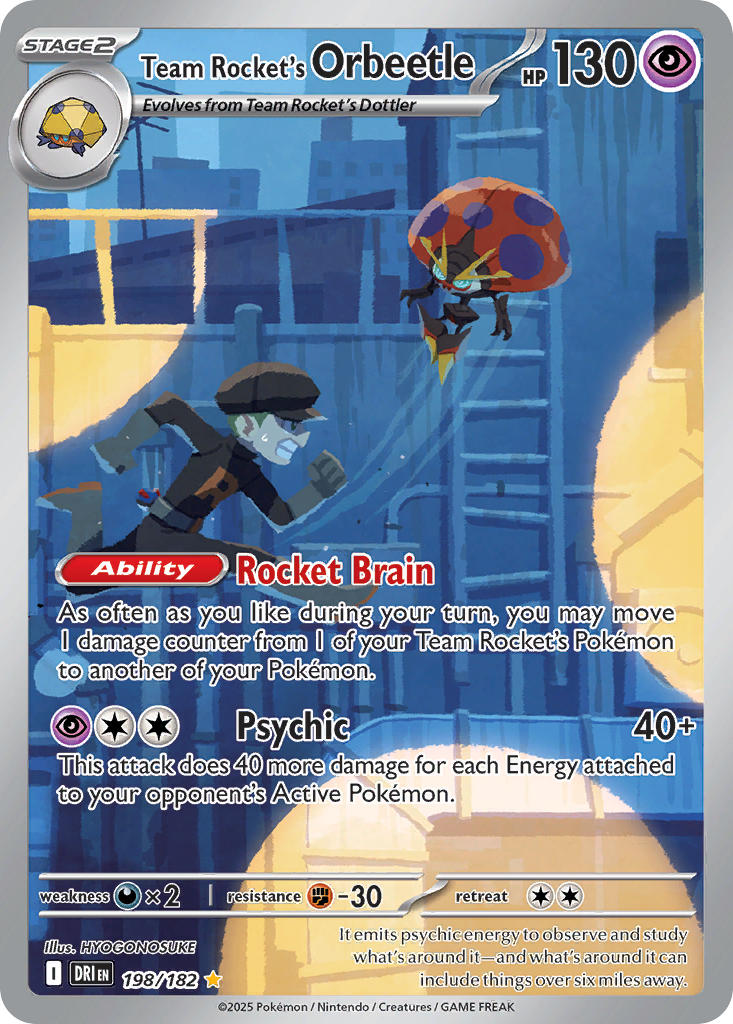 STAGE2
Team Rocket's Orbeetle HP 130
Evolves from Team Rocket's Dottler
Ability Rocket Brain
As often as you like during your turn, you may move
1 damage counter from 1 of your Team Rocket's Pokémon
to another of your Pokémon.
Psychic 40+
This attack does 40 more damage for each Energy attached
to your opponent's Active Pokémon.
weakness ×2 resistance -30 retreat
Illus. HYOGONOSUKE
It emits psychic energy to observe and study
what's around it—and what's around it can
include things over six miles away.
I DRI EN 198/182
©2025 Pokémon / Nintendo / Creatures / GAME FREAK